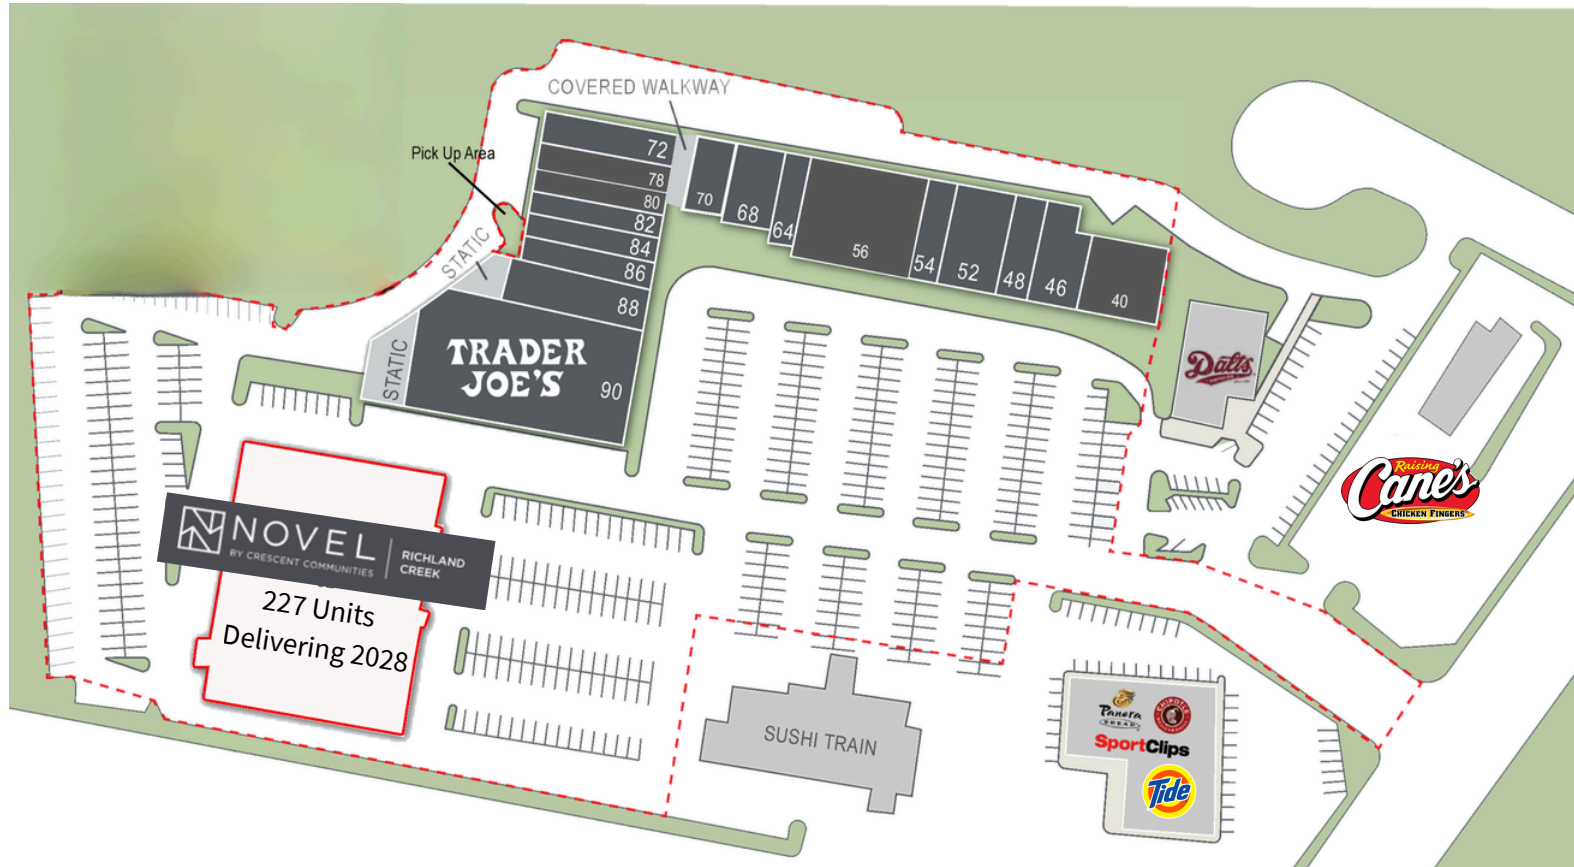 COVERED WALKWAY
Pick Up Area
STATIC
STATIC
72
78
80
82
84
86
88
90
TRADER
JOE'S
70
68
64
56
54
52
48
46
40
Dalts
Raising
Cane's
CHICKEN FINGERS
NOVEL
BY CRESCENT COMMUNITIES
RICHLAND
CREEK
227 Units
Delivering 2028
SUSHI TRAIN
Panera
BREAD
CHIPOTLE
SportClips
Tide